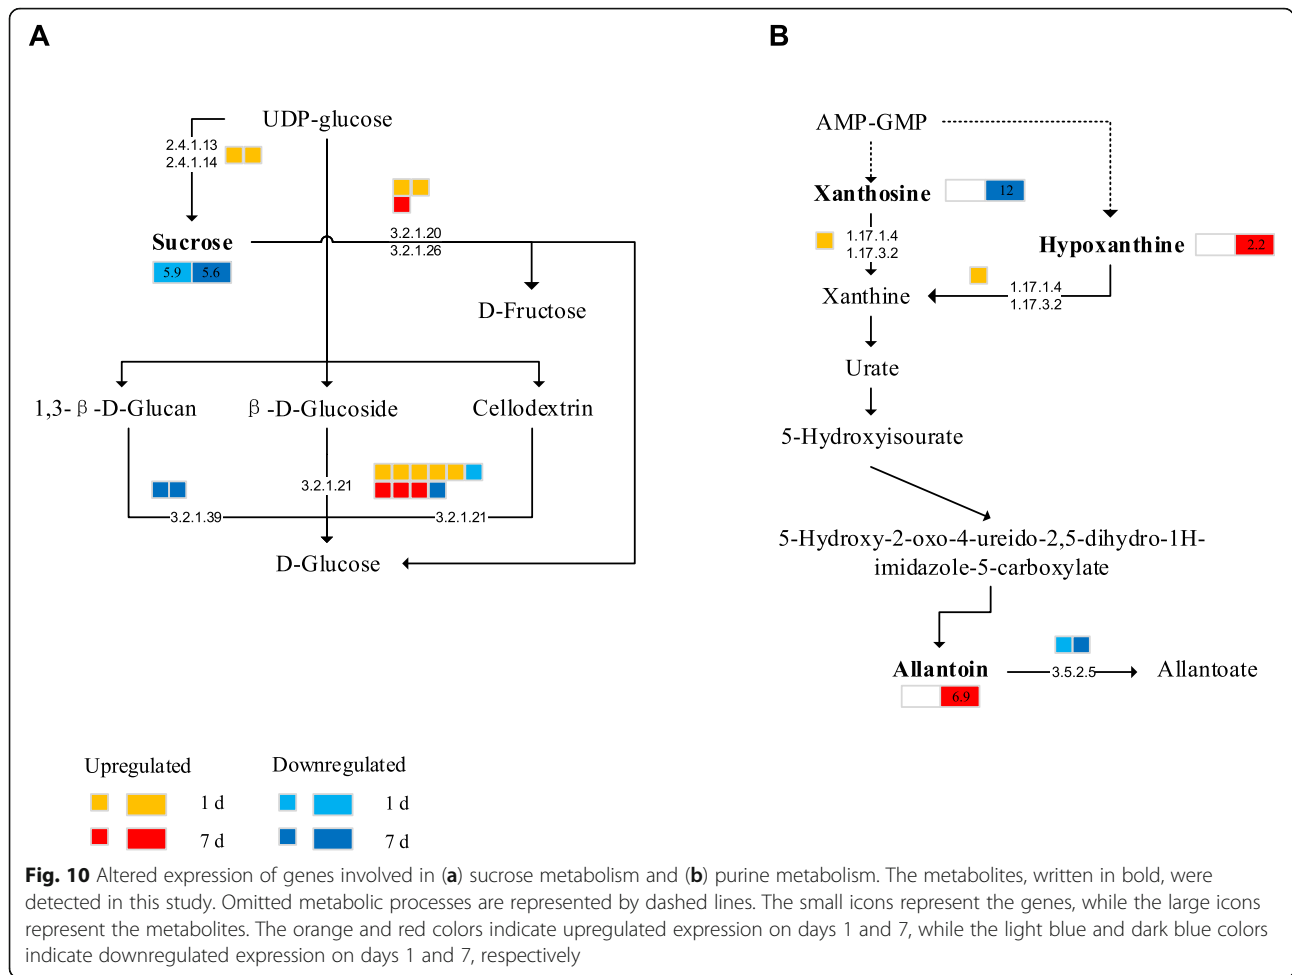 A
B
UDP-glucose
2.4.1.13
2.4.1.14
Sucrose
5.9 5.6
3.2.1.20
3.2.1.26
D-Fructose
1,3-β-D-Glucan
β-D-Glucoside
Cellodextrin
3.2.1.21
3.2.1.39
3.2.1.21
D-Glucose
AMP-GMP
Xanthosine
12
1.17.1.4
1.17.3.2
Hypoxanthine
2.2
Xanthine
1.17.1.4
1.17.3.2
Urate
5-Hydroxyisourate
5-Hydroxy-2-oxo-4-ureido-2,5-dihydro-1H-
imidazole-5-carboxylate
Allantoin
6.9
3.5.2.5
Allantoate
Upregulated
Downregulated
1 d
1 d
7 d
7 d
Fig. 10 Altered expression of genes involved in (a) sucrose metabolism and (b) purine metabolism. The metabolites, written in bold, were
detected in this study. Omitted metabolic processes are represented by dashed lines. The small icons represent the genes, while the large icons
represent the metabolites. The orange and red colors indicate upregulated expression on days 1 and 7, while the light blue and dark blue colors
indicate downregulated expression on days 1 and 7, respectively